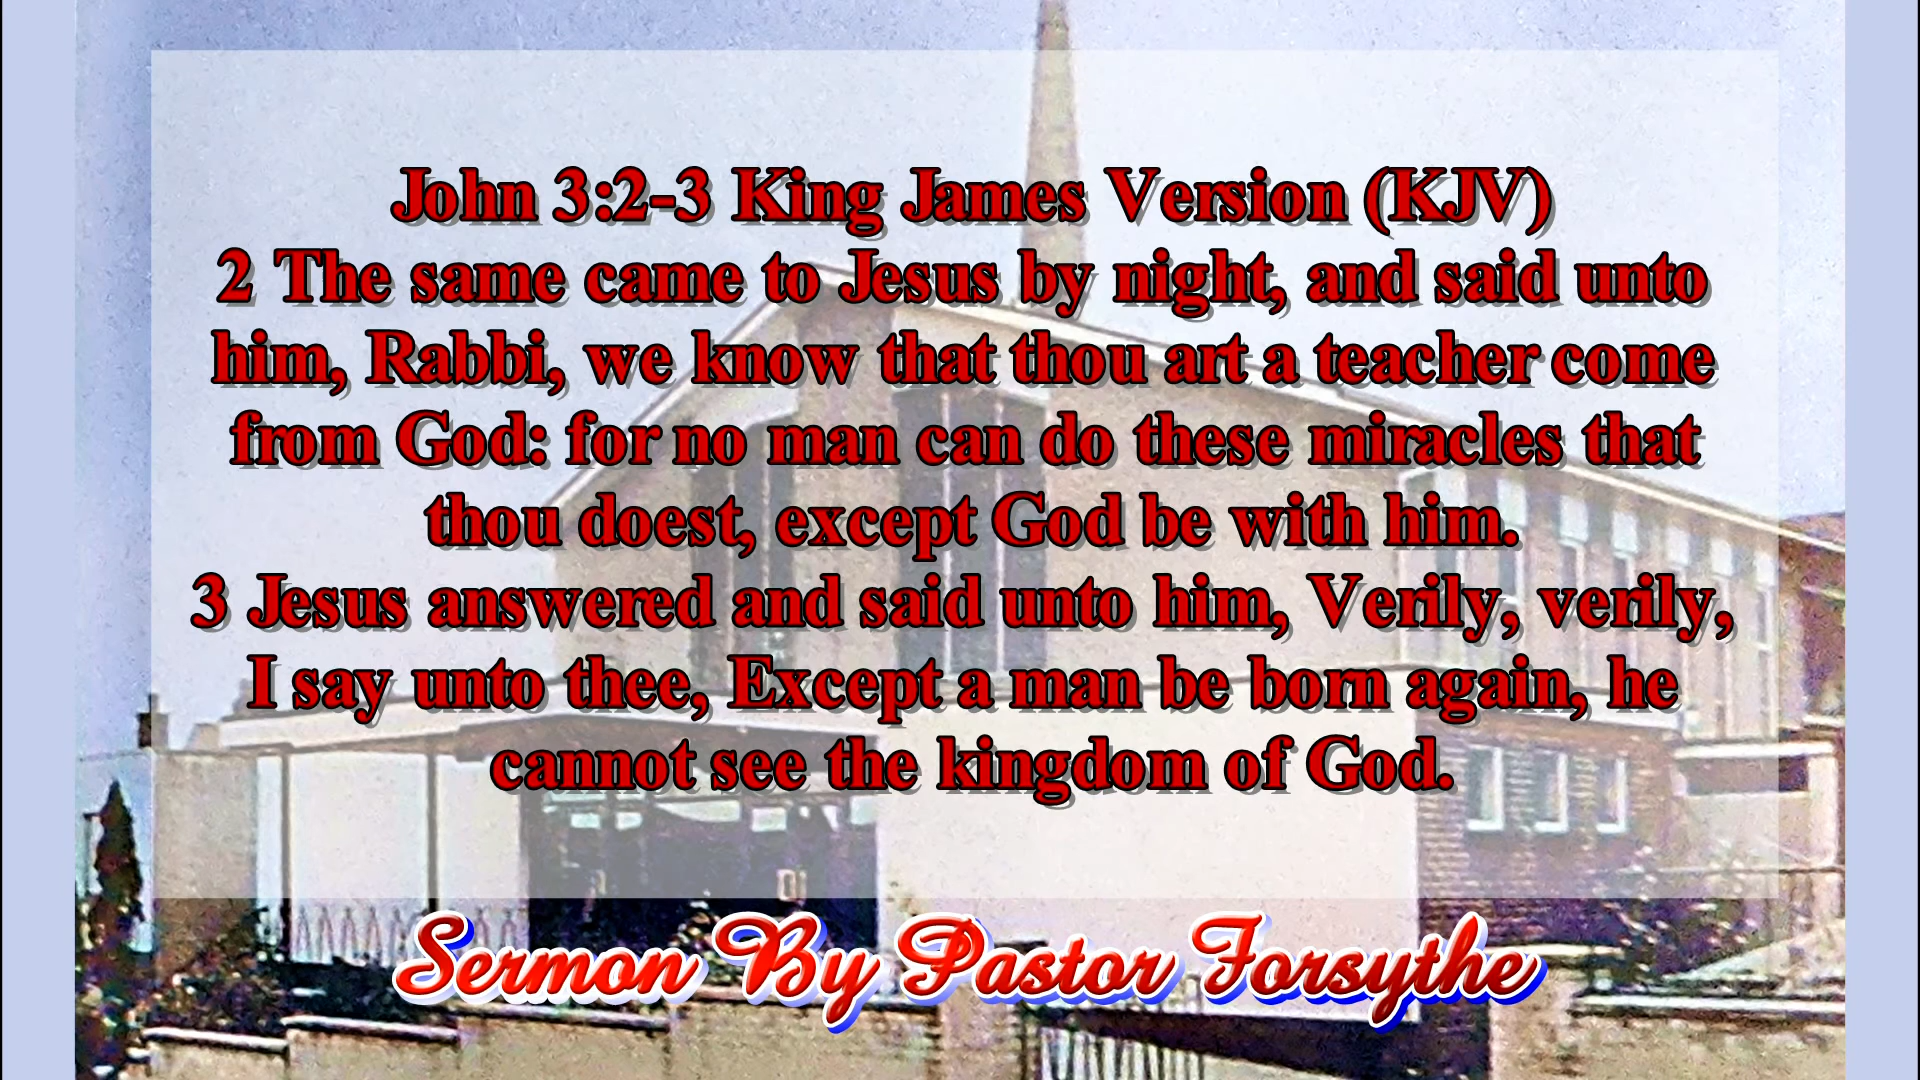 John 3:2-3 King James Version (KJV)
2 The same came to Jesus by night, and said unto
him, Rabbi, we know that thou art a teacher come
from God: for no man can do these miracles that
thou doest, except God be with him.
3 Jesus answered and said unto him, Verily, verily,
I say unto thee, Except a man be born again, he
cannot see the kingdom of God.
Sermon By Pastor Forsythe